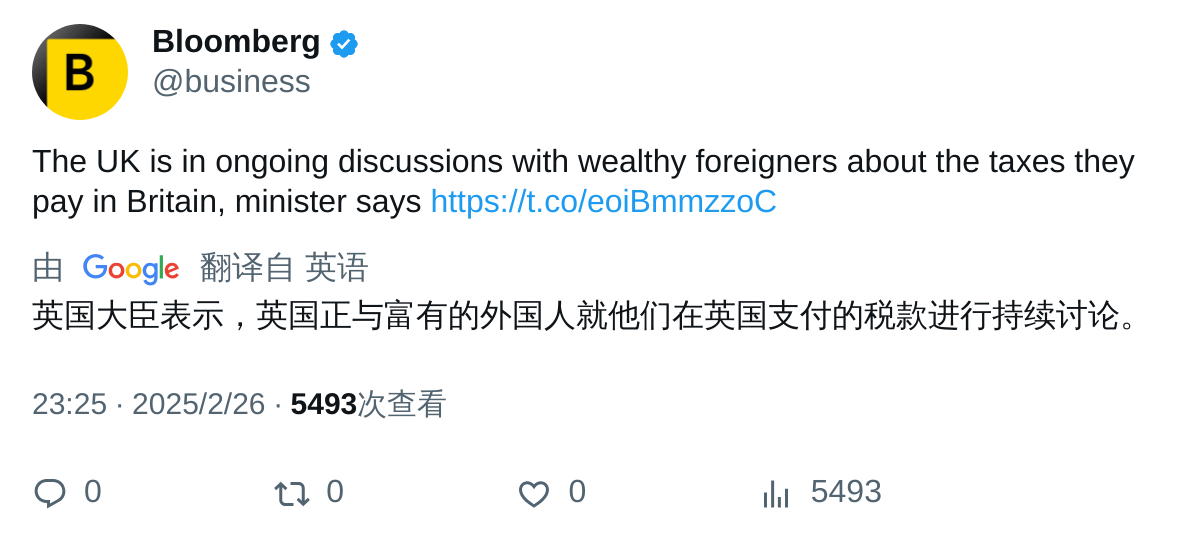 B
Bloomberg
@business
The UK is in ongoing discussions with wealthy foreigners about the taxes they
pay in Britain, minister says https://t.co/eoiBmmzzoC
由 Google 翻译自 英语
英国大臣表示，英国正与富有的外国人就他们在英国支付的税款进行持续讨论。
23:25 · 2025/2/26 · 5493次查看
0 0 0 5493